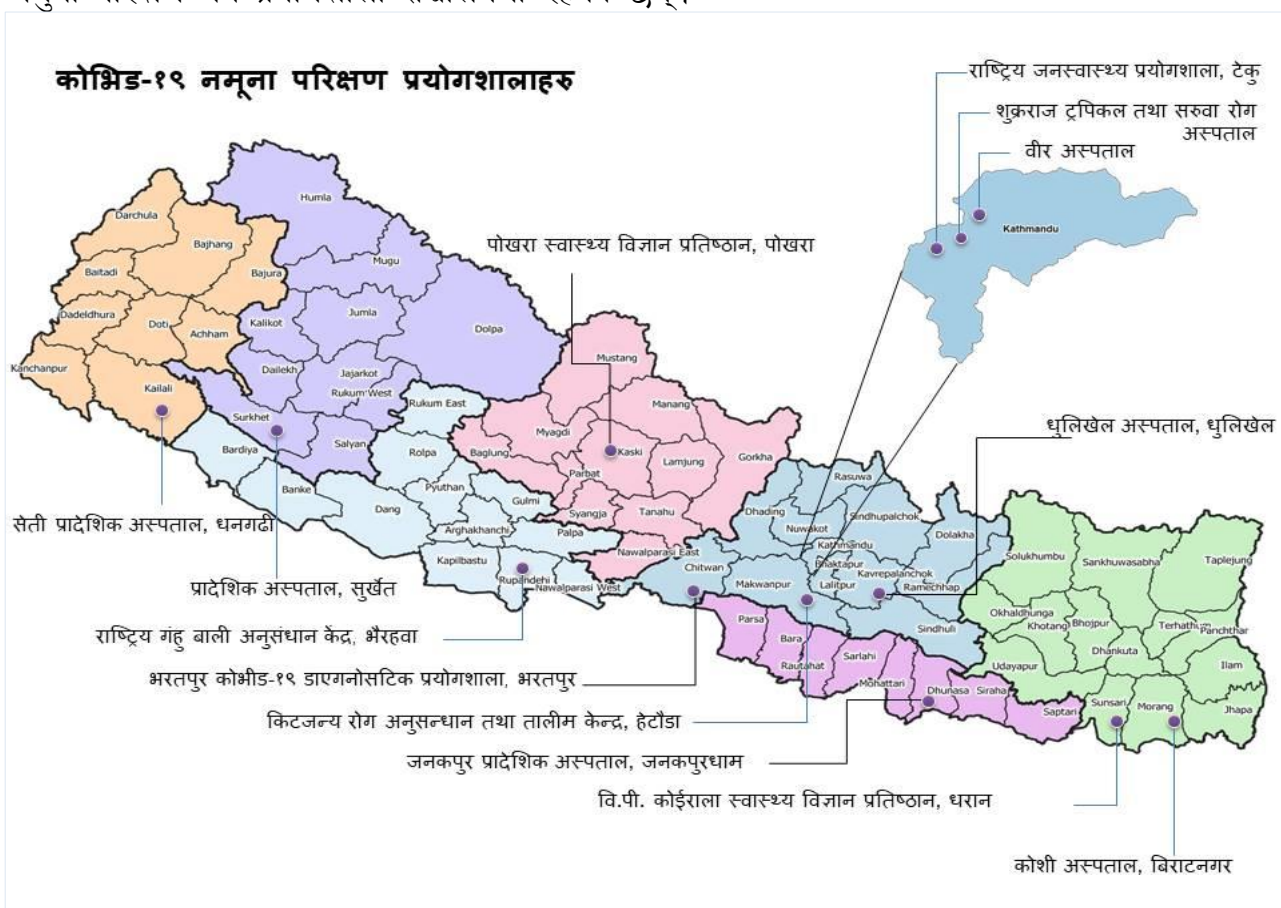 कोभिड-१९ नमूना परिक्षण प्रयोगशालाहरु
राष्ट्रिय जनस्वास्थ्य प्रयोगशाला, टेकु
शुक्रराज ट्रपिकल तथा सरुवा रोग
अस्पताल
वीर अस्पताल
Kathmandu
पोखरा स्वास्थ्य विज्ञान प्रतिष्ठान, पोखरा
धुलिखेल अस्पताल, धुलिखेल
Humla
Darchula
Bajhang
Baitadi
Bajura
Mugu
Dadeldhura
Doti
Achham
Kalikot
Jumla
Dolpa
Kanchanpur
Kailali
Dailekh
Jajarkot
Rukum West
Rukum East
Surkhet
Salyan
Bardiya
Rolpa
Banke
Dang
Pyuthan
Gulmi
Arghakhanchi
Palpa
Kapilbastu
Rupandehi
Nawalparasi West
Mustang
Manang
Myagdi
Baglung
Kaski
Lamjung
Gorkha
Parbat
Syangja
Tanahu
Nawalparasi East
Rasuwa
Dhading
Nuwakot
Sindhupalchok
Dolakha
Kathmandu
Bhaktapur
Chitwan
Makwanpur
Lalitpur
Kavrepalanchok
Ramechhap
Sindhuli
Parsa
Bara
Rautahat
Sarlahi
Mohattari
Dhunasa
Siraha
Saptari
Solukhumbu
Sankhuwasabha
Taplejung
Okhaldhunga
Khotang
Bhojpur
Terhathum
Panchthar
Dhankuta
Udayapur
Ilam
Sunsari
Morang
Jhapa
सेती प्रादेशिक अस्पताल, धनगढी
प्रादेशिक अस्पताल, सुर्खेत
राष्ट्रिय गंहु बाली अनुसंधान केंद्र, भैरहवा
भरतपुर कोभीड-१९ डाएगनोसटिक प्रयोगशाला, भरतपुर
किटजन्य रोग अनुसन्धान तथा तालीम केन्द्र, हेटौडा
जनकपुर प्रादेशिक अस्पताल, जनकपुरधाम
वि.पी. कोईराला स्वास्थ्य विज्ञान प्रतिष्ठान, धरान
कोशी अस्पताल, बिराटनगर